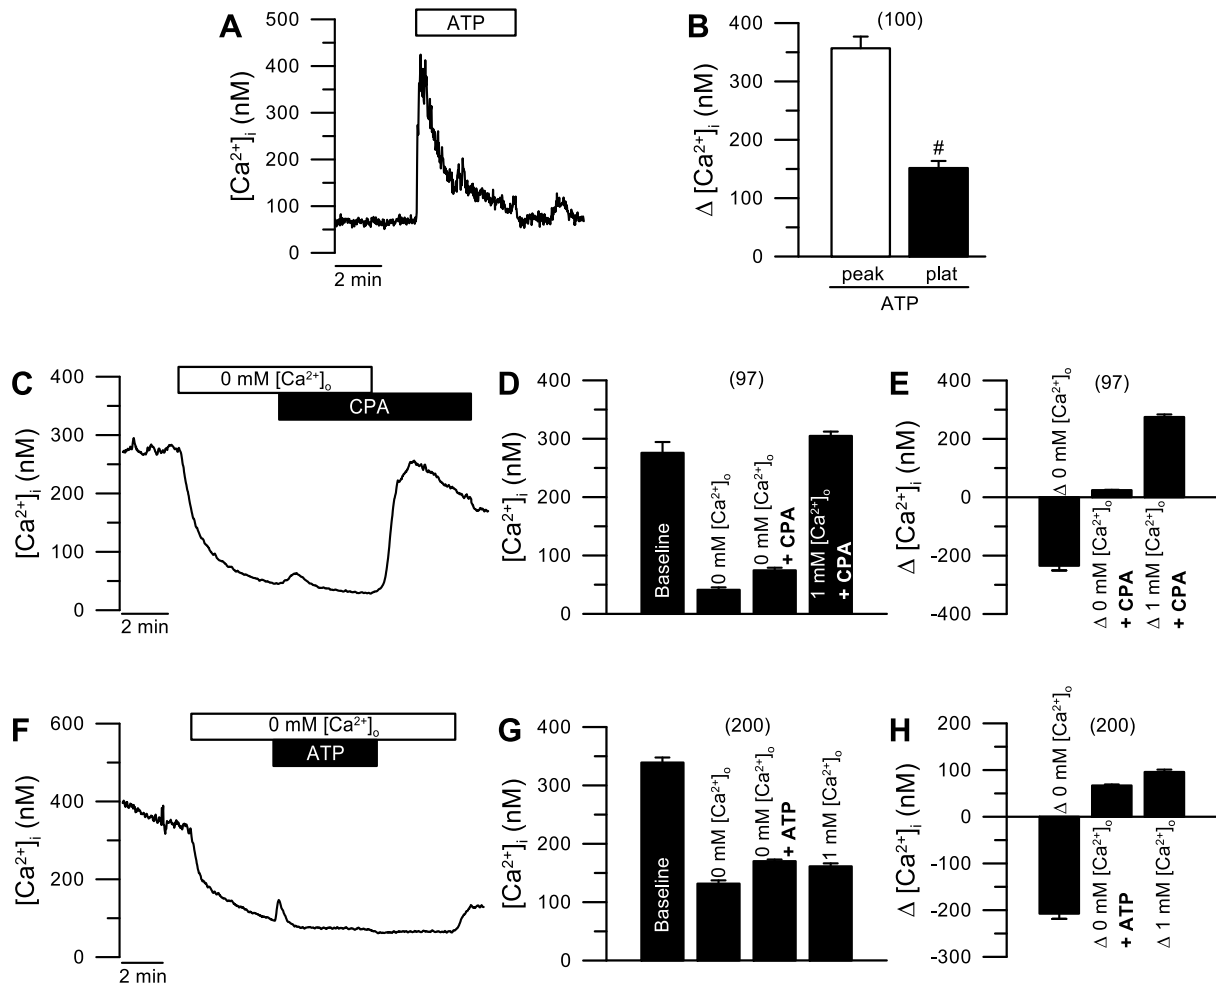 A
[Ca²⁺]ᵢ (nM)
500
400
300
200
100
0
ATP
2 min
B
Δ [Ca²⁺]ᵢ (nM)
400
300
200
100
0
(100)
#
peak
plat
ATP
C
[Ca²⁺]ᵢ (nM)
400
300
200
100
0
0 mM [Ca²⁺]ₒ
CPA
2 min
D
[Ca²⁺]ᵢ (nM)
400
300
200
100
0
(97)
Baseline
0 mM [Ca²⁺]ₒ
0 mM [Ca²⁺]ₒ
+ CPA
1 mM [Ca²⁺]ₒ
+ CPA
E
Δ [Ca²⁺]ᵢ (nM)
400
200
0
-200
-400
(97)
Δ 0 mM [Ca²⁺]ₒ
Δ 0 mM [Ca²⁺]ₒ
+ CPA
Δ 1 mM [Ca²⁺]ₒ
+ CPA
F
[Ca²⁺]ᵢ (nM)
600
400
200
0
0 mM [Ca²⁺]ₒ
ATP
2 min
G
[Ca²⁺]ᵢ (nM)
400
300
200
100
0
(200)
Baseline
0 mM [Ca²⁺]ₒ
0 mM [Ca²⁺]ₒ
+ ATP
1 mM [Ca²⁺]ₒ
H
Δ [Ca²⁺]ᵢ (nM)
200
100
0
-100
-200
-300
(200)
Δ 0 mM [Ca²⁺]ₒ
Δ 0 mM [Ca²⁺]ₒ
+ ATP
Δ 1 mM [Ca²⁺]ₒ